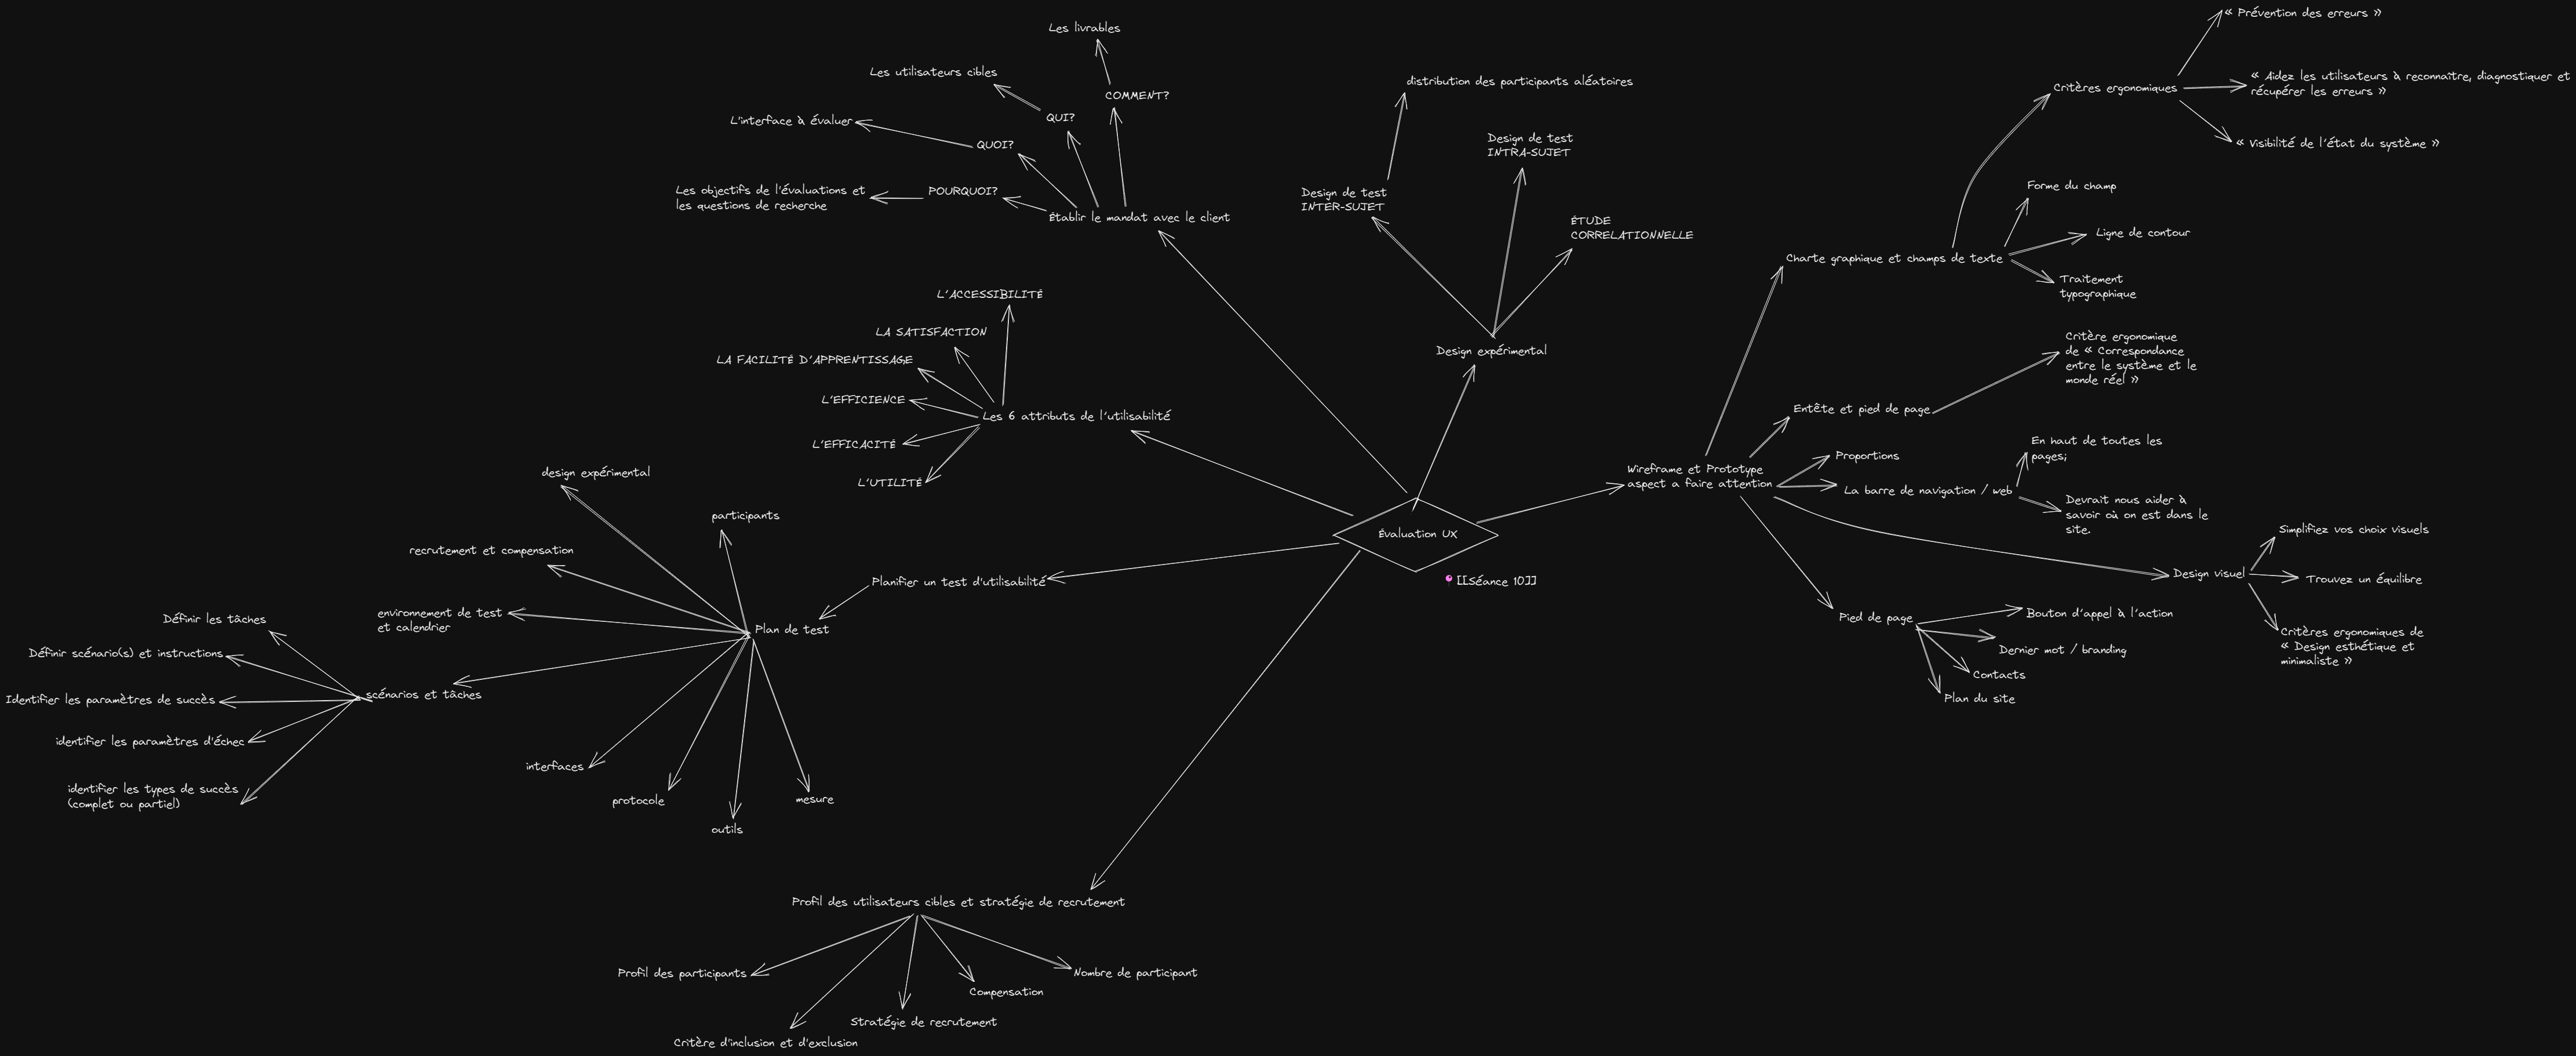 Les livrables
Les utilisateurs cibles
COMMENT?
L'interface à évaluer
QUI?
QUOI?
Les objectifs de l'évaluations et
les questions de recherche
POURQUOI?
Établir le mandat avec le client
distribution des participants aléatoires
Design de test
INTRA-SUJET
Design de test
INTER-SUJET
ÉTUDE
CORRELATIONNELLE
Design expérimental
« Prévention des erreurs »
Critères ergonomiques
« Aidez les utilisateurs à reconnaître, diagnostiquer et
récupérer les erreurs »
« Visibilité de l'état du système »
Forme du champ
Ligne de contour
Charte graphique et champs de texte
Traitement
typographique
Critère ergonomique
de « Correspondance
entre le système et le
monde réel »
Entête et pied de page
En haut de toutes les
pages;
Proportions
Wireframe et Prototype
aspect a faire attention
La barre de navigation / web
Devrait nous aider à
savoir où on est dans le
site.
Simplifiez vos choix visuels
Design visuel
Trouvez un équilibre
Critères ergonomiques de
« Design esthétique et
minimaliste »
Pied de page
Bouton d'appel à l'action
Dernier mot / branding
Contacts
Plan du site
L'ACCESSIBILITÉ
LA SATISFACTION
LA FACILITÉ D'APPRENTISSAGE
L'EFFICIENCE
Les 6 attributs de l'utilisabilité
L'EFFICACITÉ
L'UTILITÉ
Évaluation UX
[[Séance 10]]
design expérimental
participants
recrutement et compensation
Planifier un test d'utilisabilité
environnement de test
et calendrier
Plan de test
Définir les tâches
Définir scénario(s) et instructions
scénarios et tâches
Identifier les paramètres de succès
identifier les paramètres d'échec
identifier les types de succès
(complet ou partiel)
interfaces
protocole
outils
mesure
Profil des utilisateurs cibles et stratégie de recrutement
Profil des participants
Nombre de participant
Compensation
Stratégie de recrutement
Critère d'inclusion et d'exclusion